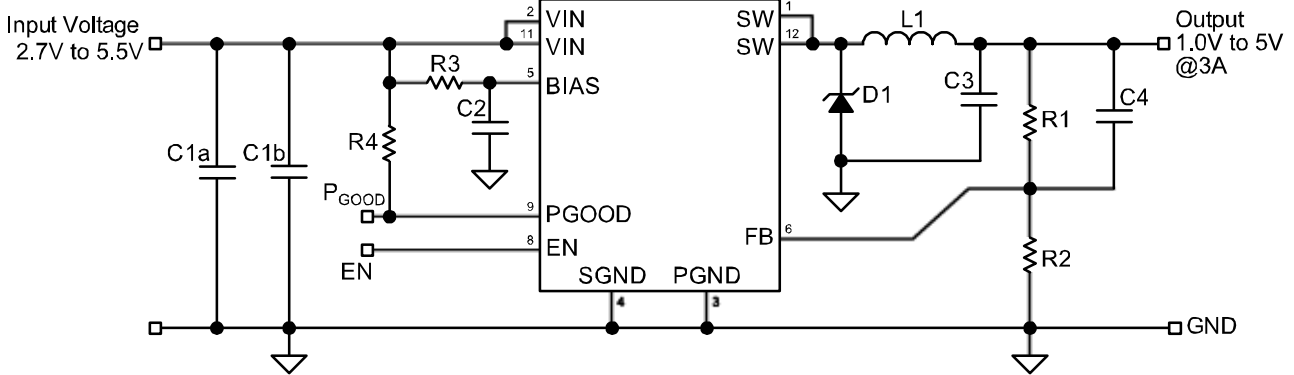 Input Voltage
2.7V to 5.5V
2
VIN
11
VIN
R3
5
BIAS
C2
R4
C1a
C1b
PGOOD
9
PGOOD
8
EN
EN
SGND
PGND
4
3
1
SW
12
SW
L1
Output
1.0V to 5V
@3A
D1
C3
C4
R1
6
FB
R2
GND